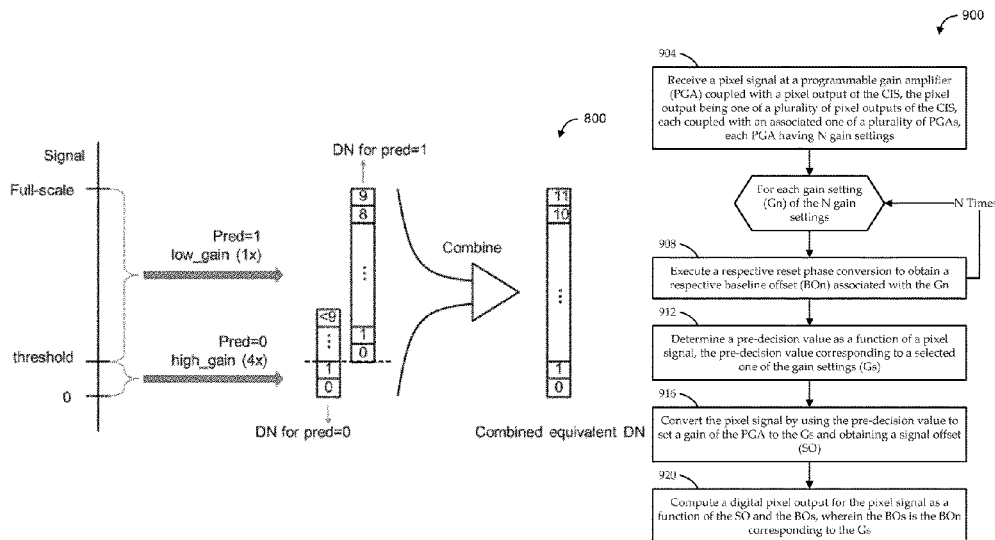 800
Signal
Full-scale
threshold
0
Pred=1
low_gain (1x)
Pred=0
high_gain (4x)
DN for pred=1
9
8
⋮
1
0
<9
⋮
1
0
DN for pred=0
Combine
11
10
⋮
1
0
Combined equivalent DN
900
904
Receive a pixel signal at a programmable gain amplifier
(PGA) coupled with a pixel output of the CIS, the pixel
output being one of a plurality of pixel outputs of the CIS,
each coupled with an associated one of a plurality of PGAs,
each PGA having N gain settings
For each gain setting
(Gn) of the N gain
settings
N Times
908
Execute a respective reset phase conversion to obtain a
respective baseline offset (BOn) associated with the Gn
912
Determine a pre-decision value as a function of a pixel
signal, the pre-decision value corresponding to a selected
one of the gain settings (Gs)
916
Convert the pixel signal by using the pre-decision value to
set a gain of the PGA to the Gs and obtaining a signal offset
(SO)
920
Compute a digital pixel output for the pixel signal as a
function of the SO and the BOs, wherein the BOs is the BOn
corresponding to the Gs